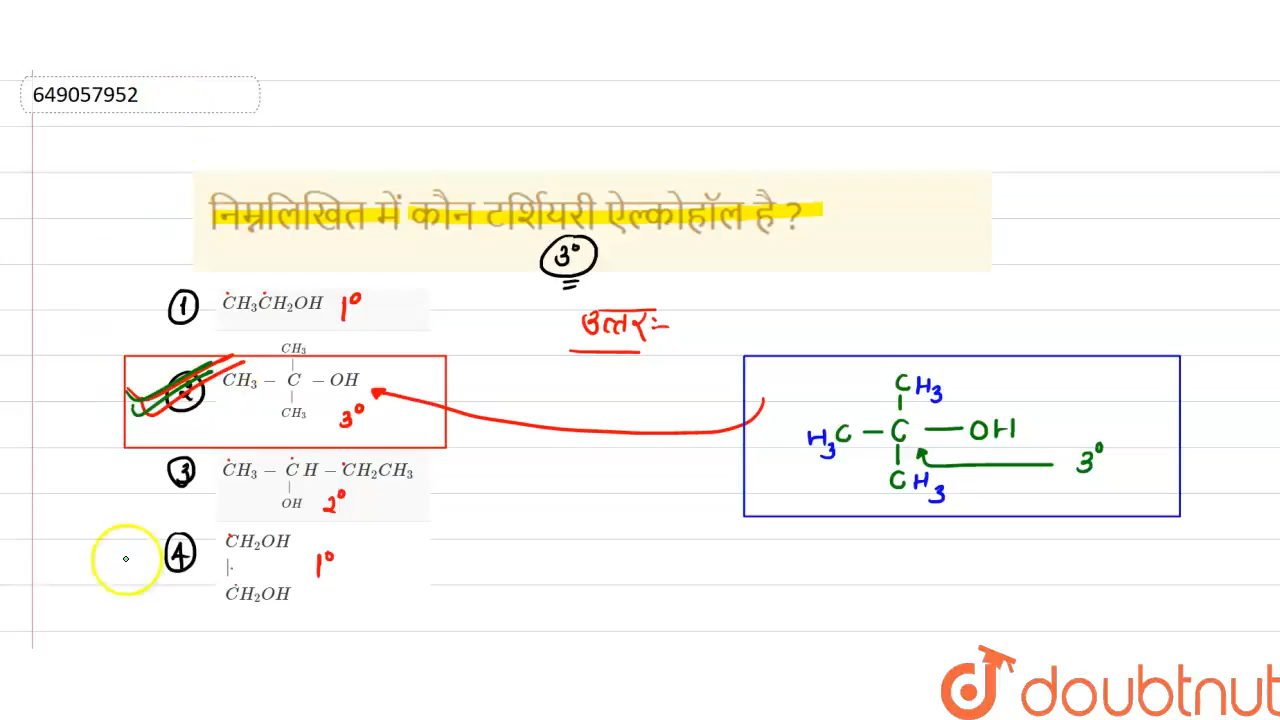 649057952
निम्नलिखित में कौन टर्शियरी ऐल्कोहॉल है ?
3°
1 CH3CH2OH 1°
उत्तर:-
CH3
|
2 CH3 − C − OH
|
CH3
3°
3 CH3 − CH − CH2CH3
|
OH 2°
4 CH2OH
|
1°
CH2OH
CH3
|
H3C − C − OH
|
CH3
3°
doubtnut